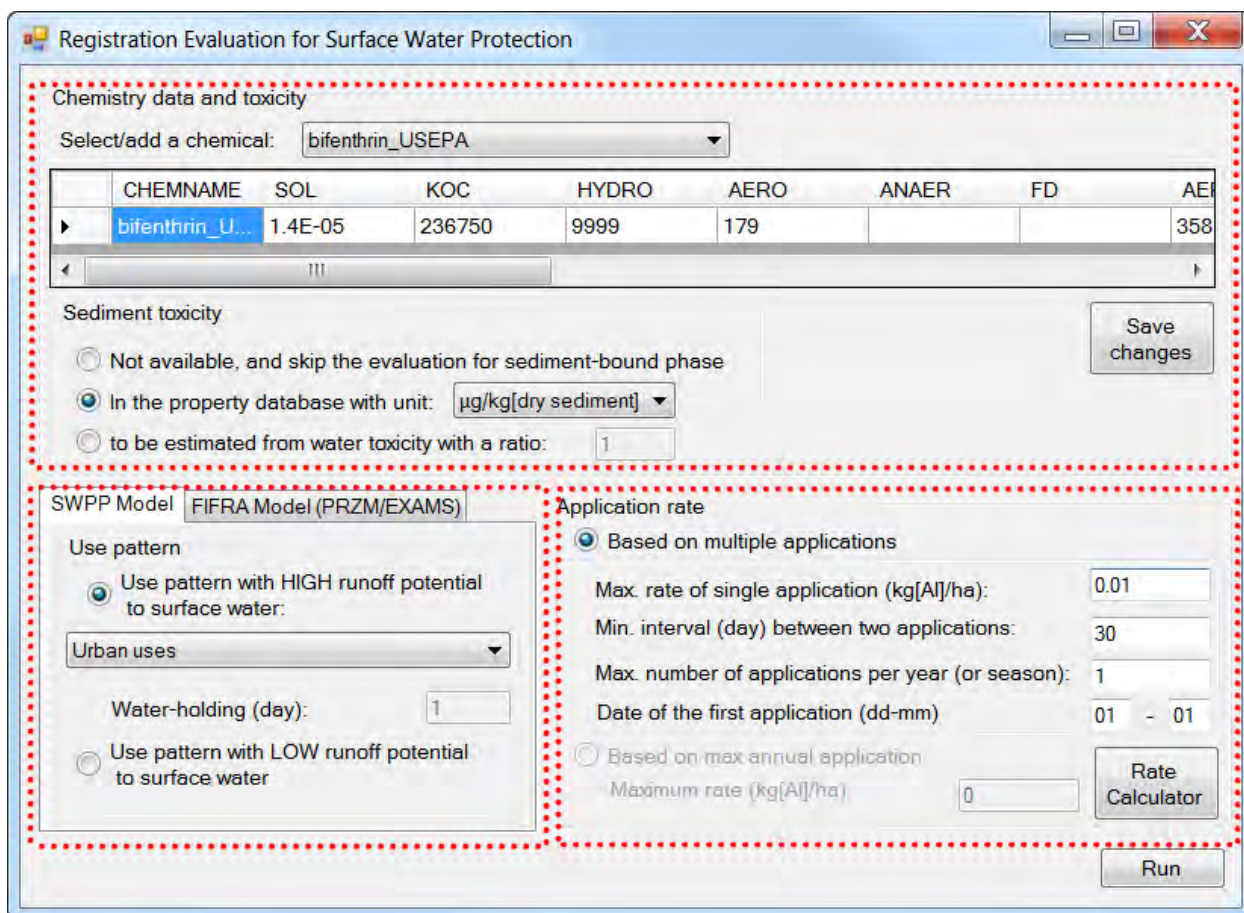 Registration Evaluation for Surface Water Protection
Chemistry data and toxicity
Select/add a chemical: bifenthrin_USEPA
CHEMNAME SOL KOC HYDRO AERO ANAER FD AEI
bifenthrin_U... 1.4E-05 236750 9999 179 358
Sediment toxicity
Save changes
Not available, and skip the evaluation for sediment-bound phase
In the property database with unit: µg/kg[dry sediment]
to be estimated from water toxicity with a ratio: 1
SWPP Model FIFRA Model (PRZM/EXAMS)
Use pattern
Use pattern with HIGH runoff potential
to surface water:
Urban uses
Water-holding (day): 1
Use pattern with LOW runoff potential
to surface water
Application rate
Based on multiple applications
Max. rate of single application (kg[AI]/ha): 0.01
Min. interval (day) between two applications: 30
Max. number of applications per year (or season): 1
Date of the first application (dd-mm) 01 - 01
Based on max annual application
Maximum rate (kg[AI]/ha) 0
Rate
Calculator
Run